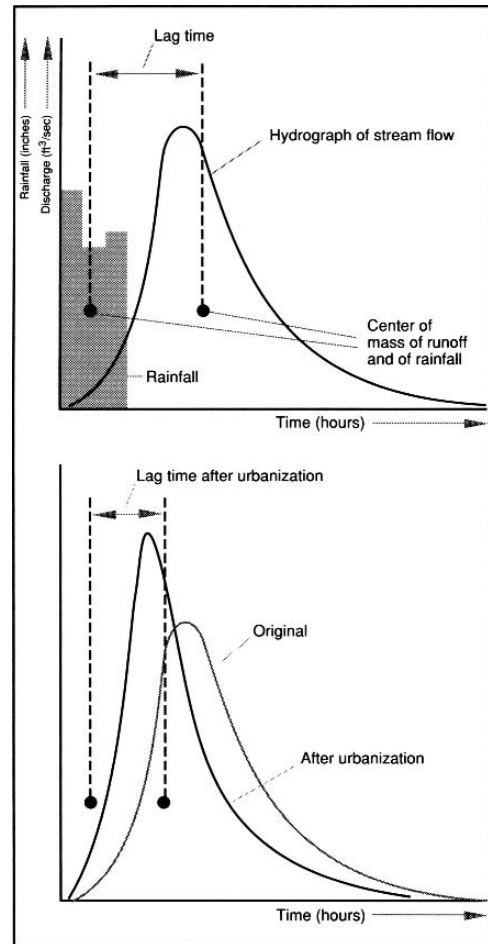 Lag time
Rainfall (inches)
Discharge (ft³/sec)
Hydrograph of stream flow
Center of
mass of runoff
and of rainfall
Rainfall
Time (hours)
Lag time after urbanization
Original
After urbanization
Time (hours)